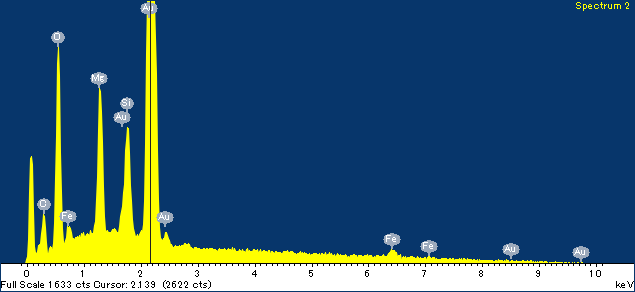 Spectrum 2
Au
O
Mg
Si
Au
O
Fe
Au
Fe
Fe
Au
Au
0 1 2 3 4 5 6 7 8 9 10
Full Scale 1633 cts Cursor: 2.139 (2622 cts) keV